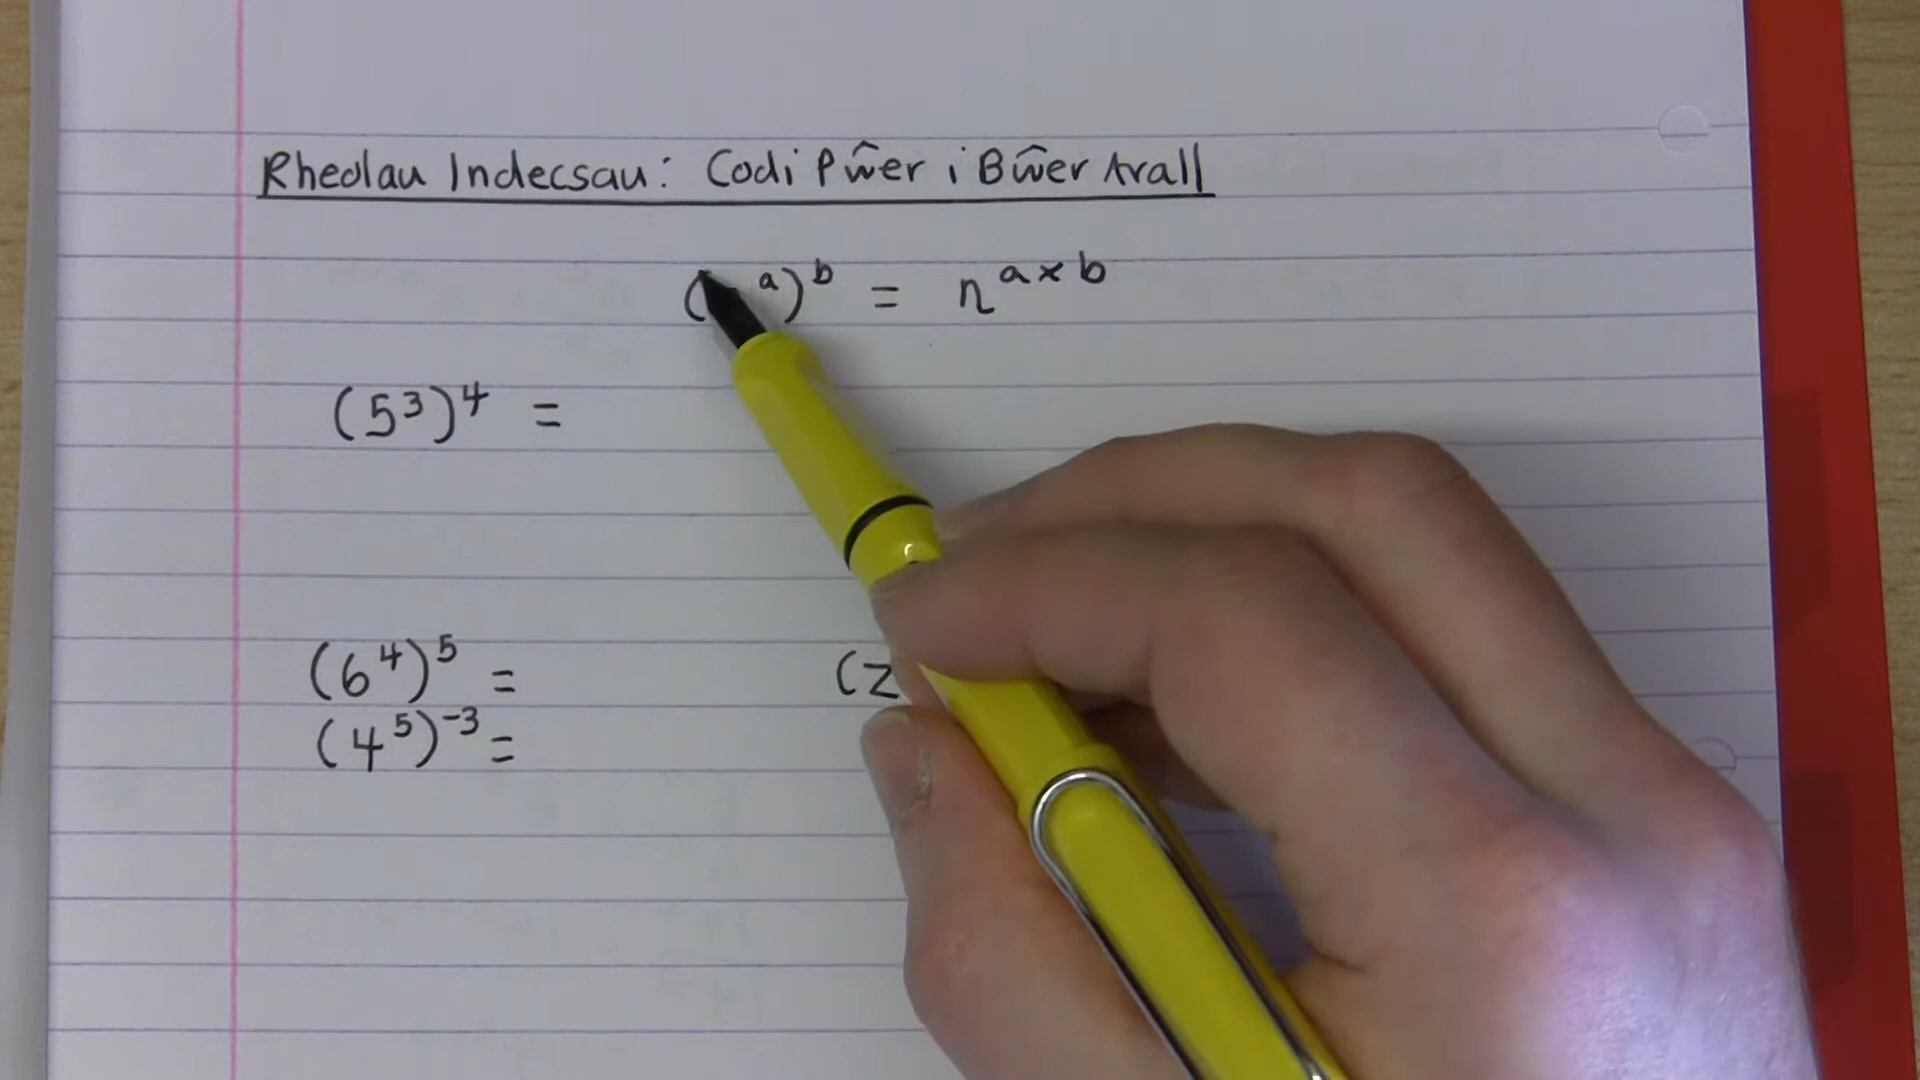 Rheolau Indecsau: Codi Pŵer i Bŵer Arall
( ᵃ)ᵇ = n^(a×b)
(5³)⁴ =
(6⁴)⁵ =
(z
(4⁵)⁻³ =